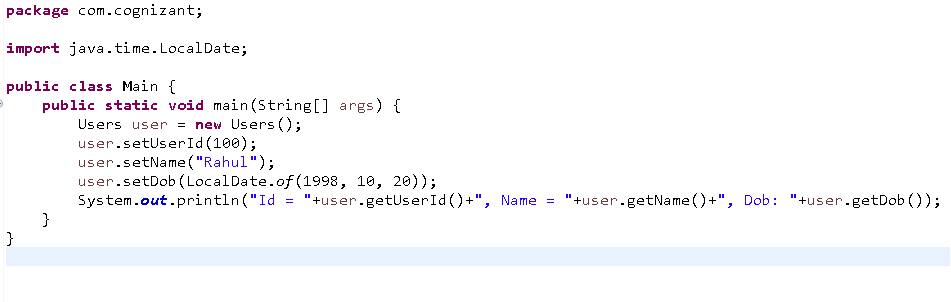 package com.cognizant;
import java.time.LocalDate;
public class Main {
public static void main(String[] args) {
Users user = new Users();
user.setUserId(100);
user.setName("Rahul");
user.setDob(LocalDate.of(1998, 10, 20));
System.out.println("Id = "+user.getUserId()+", Name = "+user.getName()+", Dob: "+user.getDob());
}
}